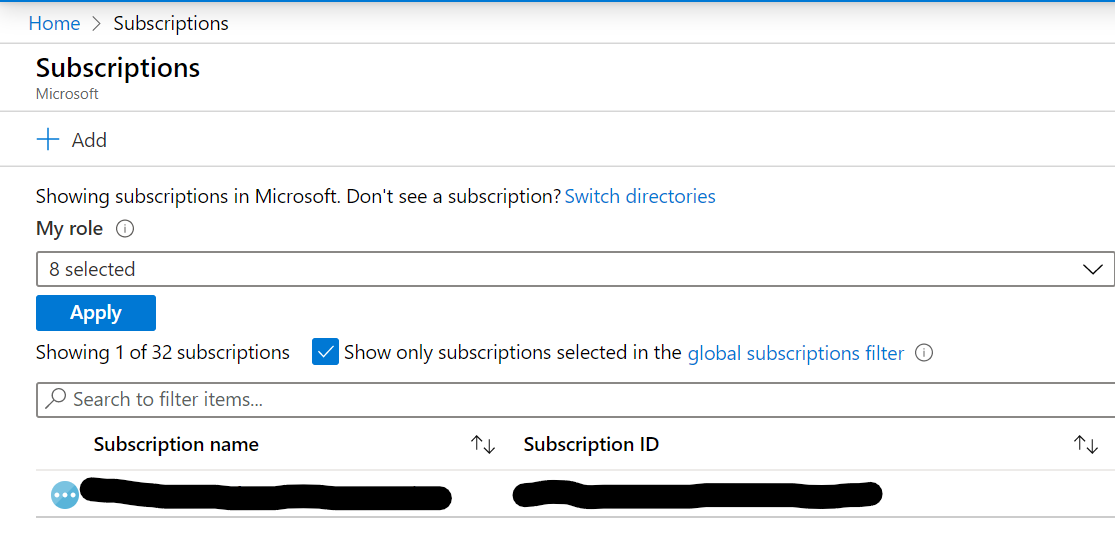 Home > Subscriptions
Subscriptions
Microsoft
+ Add
Showing subscriptions in Microsoft. Don't see a subscription? Switch directories
My role
8 selected
Apply
Showing 1 of 32 subscriptions Show only subscriptions selected in the global subscriptions filter
Search to filter items...
Subscription name Subscription ID